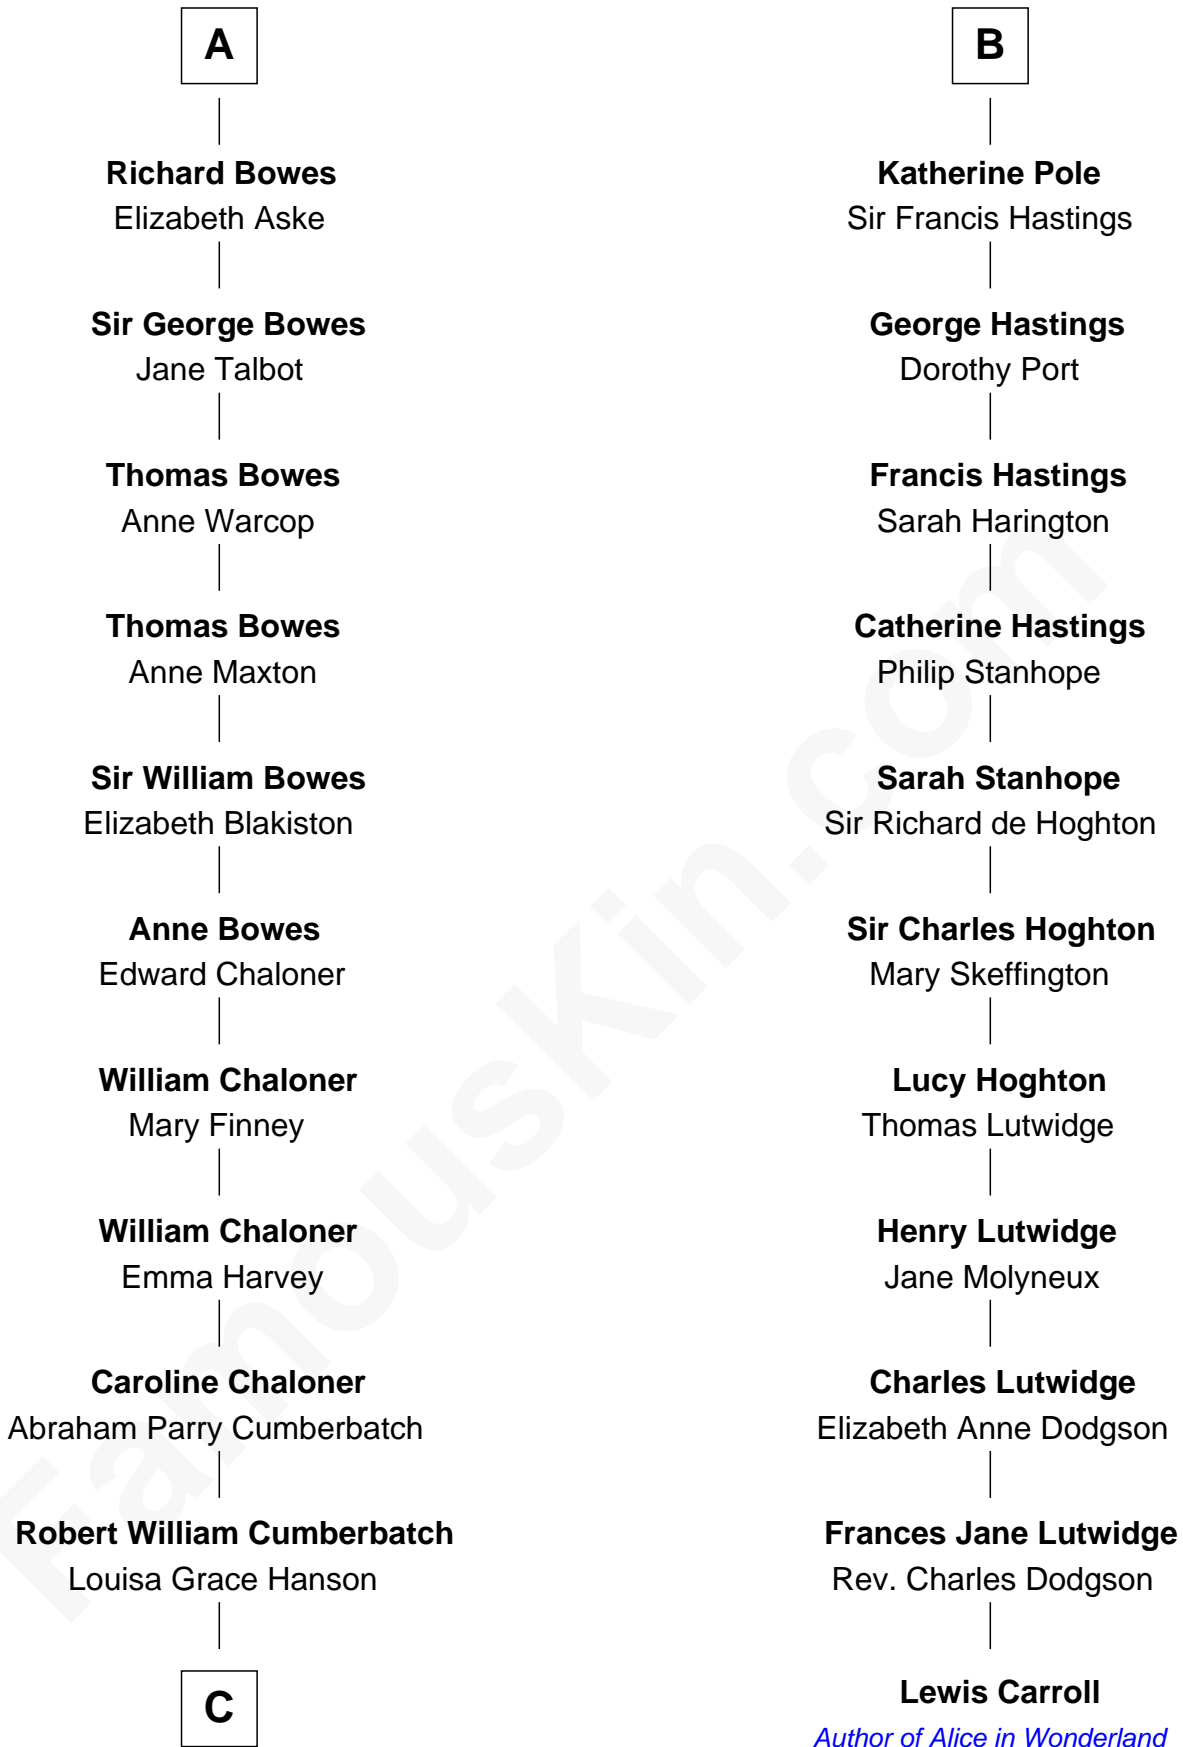 A
Richard Bowes
Elizabeth Aske
Sir George Bowes
Jane Talbot
Thomas Bowes
Anne Warcop
Thomas Bowes
Anne Maxton
Sir William Bowes
Elizabeth Blakiston
Anne Bowes
Edward Chaloner
William Chaloner
Mary Finney
William Chaloner
Emma Harvey
Caroline Chaloner
Abraham Parry Cumberbatch
Robert William Cumberbatch
Louisa Grace Hanson
C
B
Katherine Pole
Sir Francis Hastings
George Hastings
Dorothy Port
Francis Hastings
Sarah Harington
Catherine Hastings
Philip Stanhope
Sarah Stanhope
Sir Richard de Hoghton
Sir Charles Hoghton
Mary Skeffington
Lucy Hoghton
Thomas Lutwidge
Henry Lutwidge
Jane Molyneux
Charles Lutwidge
Elizabeth Anne Dodgson
Frances Jane Lutwidge
Rev. Charles Dodgson
Lewis Carroll
Author of Alice in Wonderland
FamousKin.com